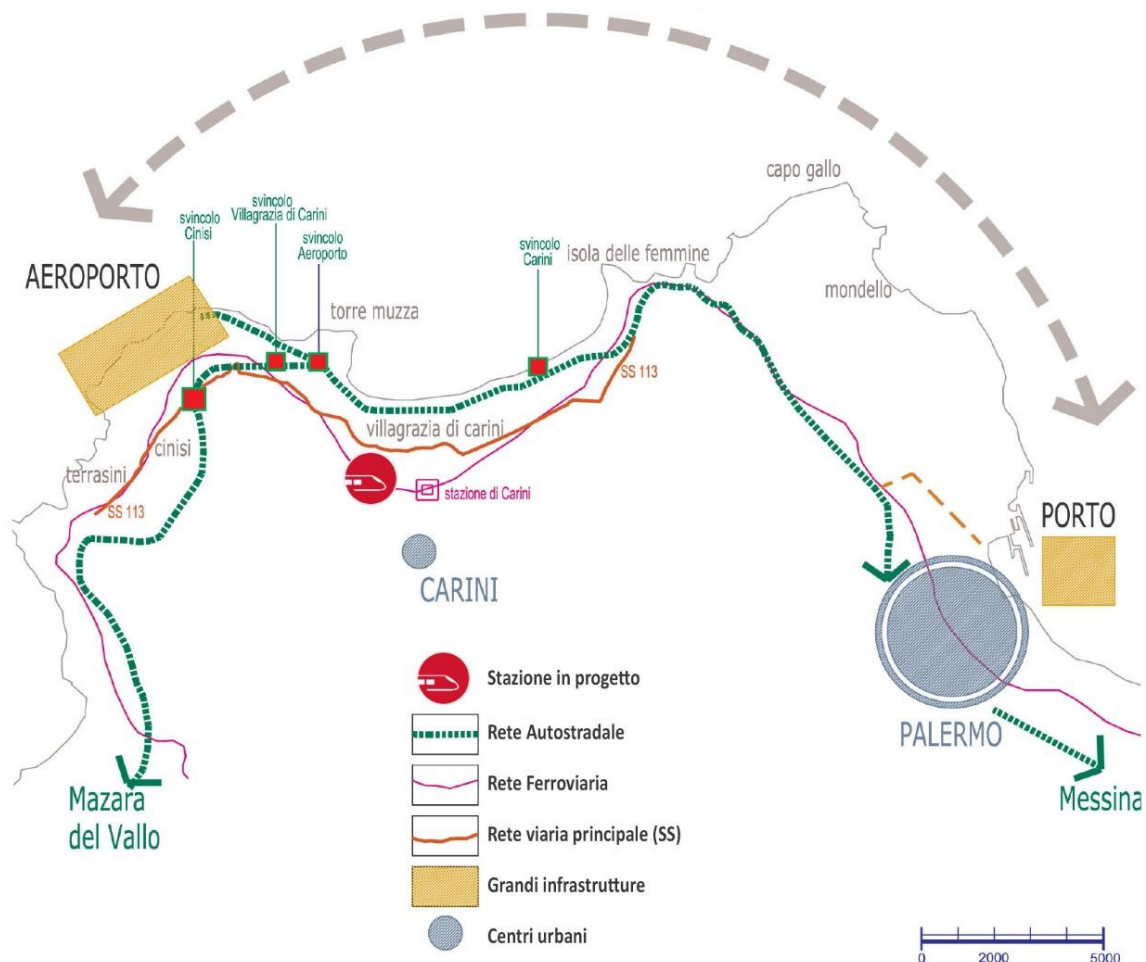 capo gallo
svincolo
Villagrazia di Carini
svincolo
Cinisi
svincolo
Aeroporto
svincolo
Carini
isola delle femmine
AEROPORTO
mondello
torre muzza
SS 113
villagrazia di carini
cinisi
terrasini
stazione di Carini
SS 113
PORTO
CARINI
Stazione in progetto
Rete Autostradale
PALERMO
Rete Ferroviaria
Mazara
del Vallo
Messina
Rete viaria principale (SS)
Grandi infrastrutture
Centri urbani
0 2000 5000